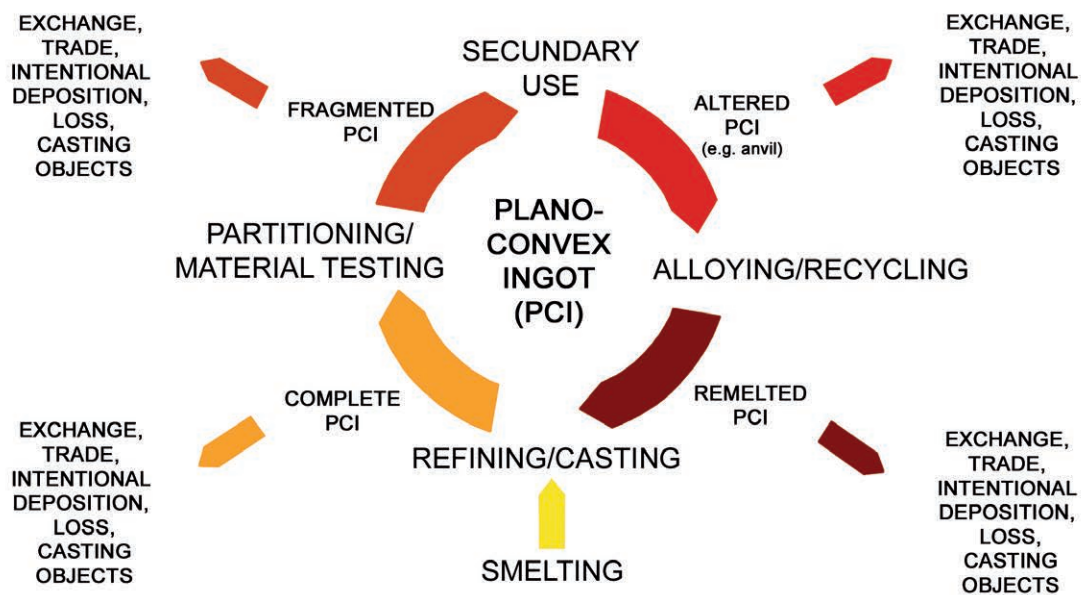 EXCHANGE,
TRADE,
INTENTIONAL
DEPOSITION,
LOSS,
CASTING
OBJECTS
FRAGMENTED
PCI
SECUNDARY
USE
ALTERED
PCI
(e.g. anvil)
EXCHANGE,
TRADE,
INTENTIONAL
DEPOSITION,
LOSS,
CASTING
OBJECTS
PARTITIONING/
MATERIAL TESTING
PLANO-
CONVEX
INGOT
(PCI)
ALLOYING/RECYCLING
COMPLETE
PCI
REMELTED
PCI
EXCHANGE,
TRADE,
INTENTIONAL
DEPOSITION,
LOSS,
CASTING
OBJECTS
REFINING/CASTING
SMELTING
EXCHANGE,
TRADE,
INTENTIONAL
DEPOSITION,
LOSS,
CASTING
OBJECTS